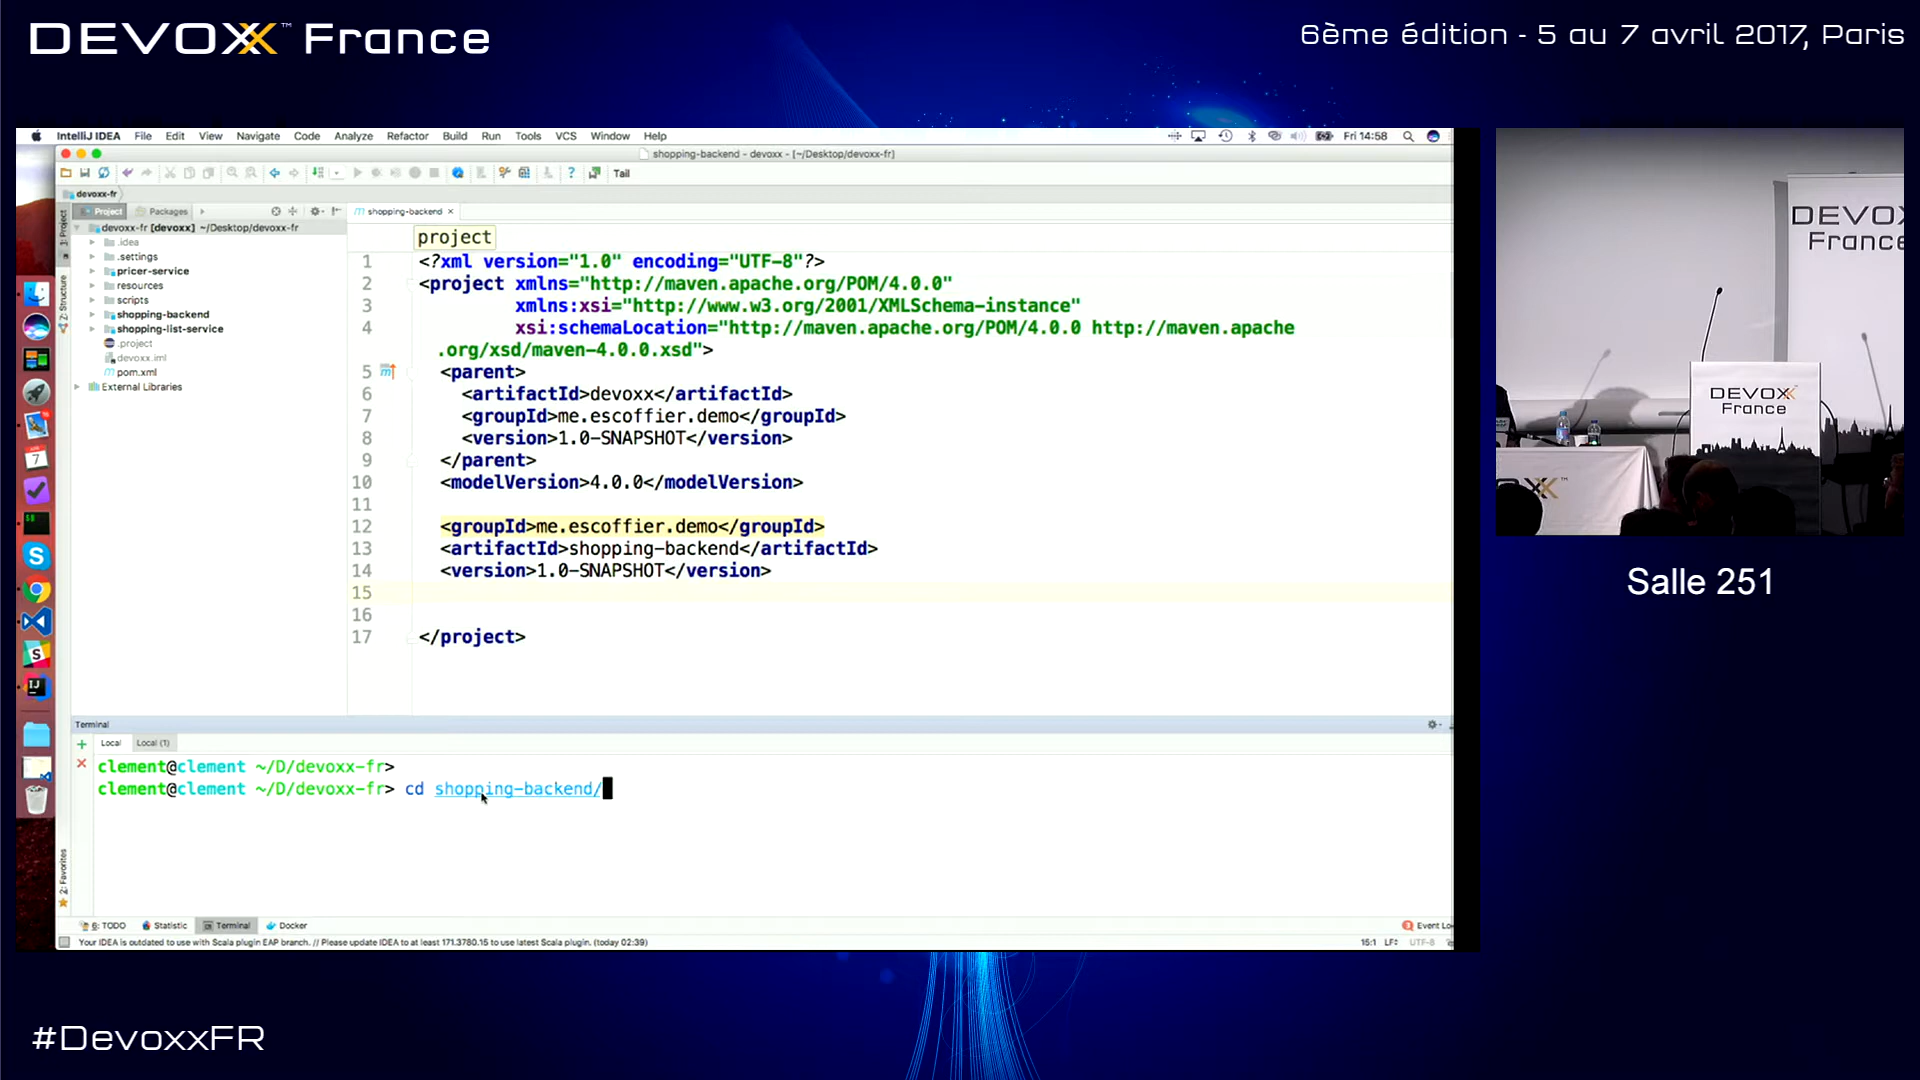 DEVOXX™ France
6ème édition - 5 au 7 avril 2017, Paris
IntelliJ IDEA File Edit View Navigate Code Analyze Refactor Build Run Tools VCS Window Help
Fri 14:58
shopping-backend - devoxx - [~/Desktop/devoxx-fr]
Tail
devoxx-fr
Project Packages
shopping-backend
1: Project
devoxx-fr [devoxx] ~/Desktop/devoxx-fr
.idea
.settings
pricer-service
resources
scripts
shopping-backend
shopping-list-service
.project
devoxx.iml
pom.xml
External Libraries
Z: Structure
project
1 <?xml version="1.0" encoding="UTF-8"?>
2 <project xmlns="http://maven.apache.org/POM/4.0.0"
3 xmlns:xsi="http://www.w3.org/2001/XMLSchema-instance"
4 xsi:schemaLocation="http://maven.apache.org/POM/4.0.0 http://maven.apache
.org/xsd/maven-4.0.0.xsd">
5 <parent>
6 <artifactId>devoxx</artifactId>
7 <groupId>me.escoffier.demo</groupId>
8 <version>1.0-SNAPSHOT</version>
9 </parent>
10 <modelVersion>4.0.0</modelVersion>
11
12 <groupId>me.escoffier.demo</groupId>
13 <artifactId>shopping-backend</artifactId>
14 <version>1.0-SNAPSHOT</version>
15
16
17 </project>
Terminal
Local Local (1)
clement@clement ~/D/devoxx-fr>
clement@clement ~/D/devoxx-fr> cd shopping-backend/
2: Favorites
6: TODO Statistic Terminal Docker
Event Lo
Your IDEA is outdated to use with Scala plugin EAP branch. // Please update IDEA to at least 171.3780.15 to use latest Scala plugin. (today 02:39)
15:1 LF÷ UTF-8
DEVOX
France
DEVOXX
France
XX™
Salle 251
#DevoxxFR